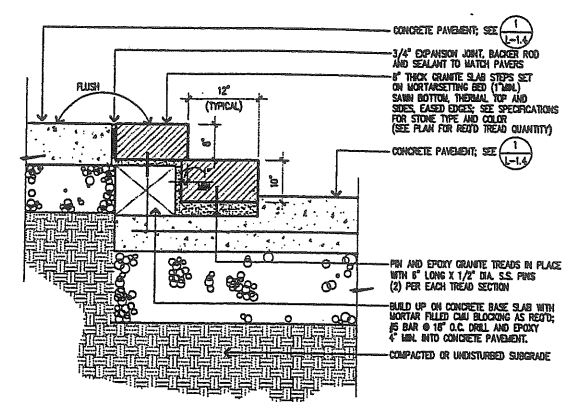 CONCRETE PAVEMENT; SEE
1
L-1.4
3/4" EXPANSION JOINT, BACKER ROD
AND SEALANT TO MATCH PAVERS
FLUSH
12"
(TYPICAL)
6" THICK GRANITE SLAB STEPS SET
ON MORTARSETTING BED (1"MIN.)
SAWN BOTTOM, THERMAL TOP AND
SIDES, EASED EDGES; SEE SPECIFICATIONS
FOR STONE TYPE AND COLOR
(SEE PLAN FOR REQ'D TREAD QUANTITY)
6"
CONCRETE PAVEMENT; SEE
1
L-1.4
MIN
10"
PIN AND EPOXY GRANITE TREADS IN PLACE
WITH 6" LONG X 1/2" DIA. S.S. PINS
(2) PER EACH TREAD SECTION
BUILD UP ON CONCRETE BASE SLAB WITH
MORTAR FILLED CMU BLOCKING AS REQ'D;
#5 BAR @ 18" O.C. DRILL AND EPOXY
4" MIN. INTO CONCRETE PAVEMENT.
COMPACTED OR UNDISTURBED SUBGRADE